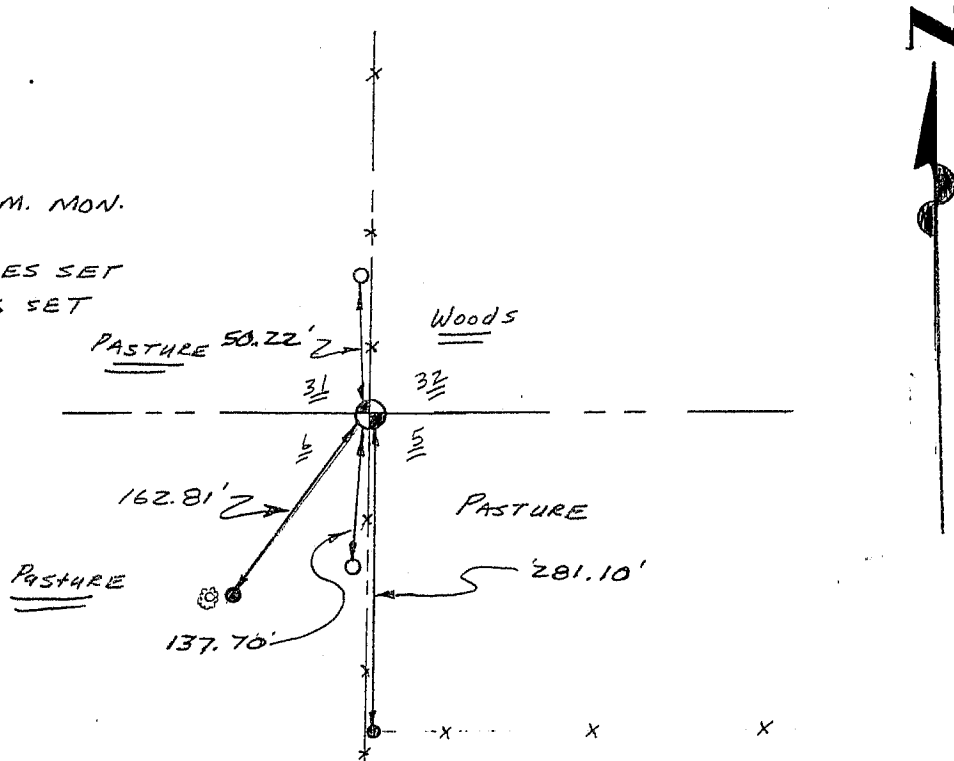 N
M. MON.
ES SET
SET
PASTURE 50.22'
Woods
31
32
6
5
162.81'
PASTURE
PASTURE
281.10'
137.70'